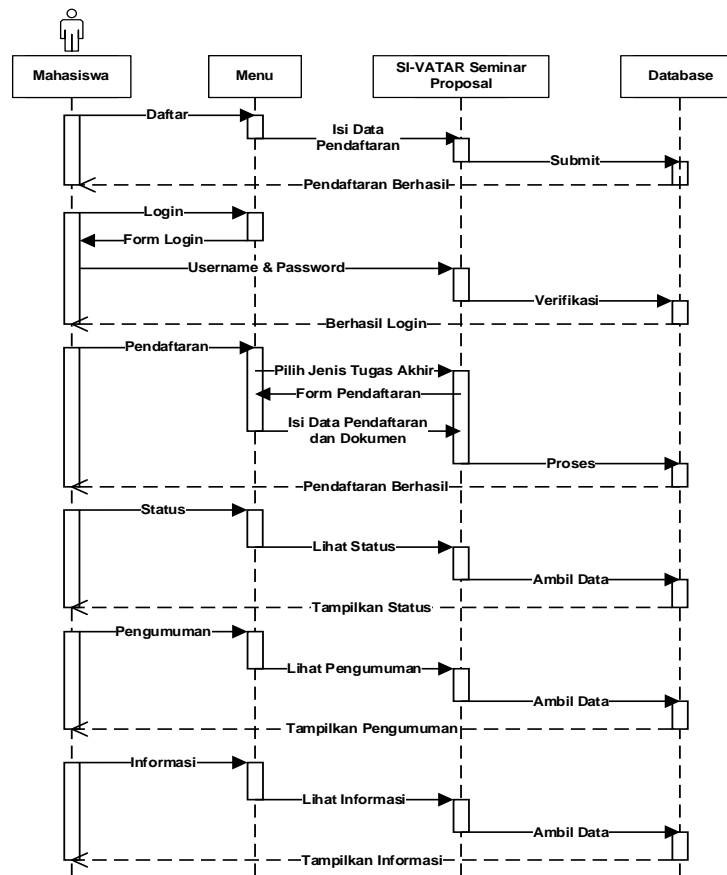 Mahasiswa
Menu
SI-VATAR Seminar
Proposal
Database
Daftar
Isi Data
Pendaftaran
Submit
Pendaftaran Berhasil
Login
Form Login
Username & Password
Verifikasi
Berhasil Login
Pendaftaran
Pilih Jenis Tugas Akhir
Form Pendaftaran
Isi Data Pendaftaran
dan Dokumen
Proses
Pendaftaran Berhasil
Status
Lihat Status
Ambil Data
Tampilkan Status
Pengumuman
Lihat Pengumuman
Ambil Data
Tampilkan Pengumuman
Informasi
Lihat Informasi
Ambil Data
Tampilkan Informasi